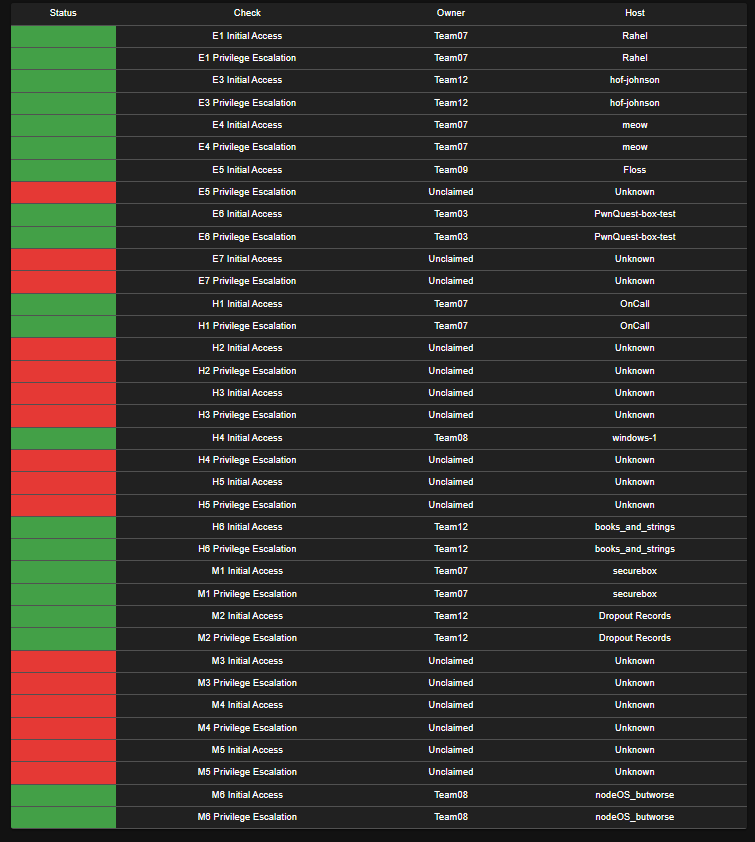 Status Check Owner Host
E1 Initial Access Team07 Rahel
E1 Privilege Escalation Team07 Rahel
E3 Initial Access Team12 hof-johnson
E3 Privilege Escalation Team12 hof-johnson
E4 Initial Access Team07 meow
E4 Privilege Escalation Team07 meow
E5 Initial Access Team09 Floss
E5 Privilege Escalation Unclaimed Unknown
E6 Initial Access Team03 PwnQuest-box-test
E6 Privilege Escalation Team03 PwnQuest-box-test
E7 Initial Access Unclaimed Unknown
E7 Privilege Escalation Unclaimed Unknown
H1 Initial Access Team07 OnCall
H1 Privilege Escalation Team07 OnCall
H2 Initial Access Unclaimed Unknown
H2 Privilege Escalation Unclaimed Unknown
H3 Initial Access Unclaimed Unknown
H3 Privilege Escalation Unclaimed Unknown
H4 Initial Access Team08 windows-1
H4 Privilege Escalation Unclaimed Unknown
H5 Initial Access Unclaimed Unknown
H5 Privilege Escalation Unclaimed Unknown
H6 Initial Access Team12 books_and_strings
H6 Privilege Escalation Team12 books_and_strings
M1 Initial Access Team07 securebox
M1 Privilege Escalation Team07 securebox
M2 Initial Access Team12 Dropout Records
M2 Privilege Escalation Team12 Dropout Records
M3 Initial Access Unclaimed Unknown
M3 Privilege Escalation Unclaimed Unknown
M4 Initial Access Unclaimed Unknown
M4 Privilege Escalation Unclaimed Unknown
M5 Initial Access Unclaimed Unknown
M5 Privilege Escalation Unclaimed Unknown
M6 Initial Access Team08 nodeOS_butworse
M6 Privilege Escalation Team08 nodeOS_butworse